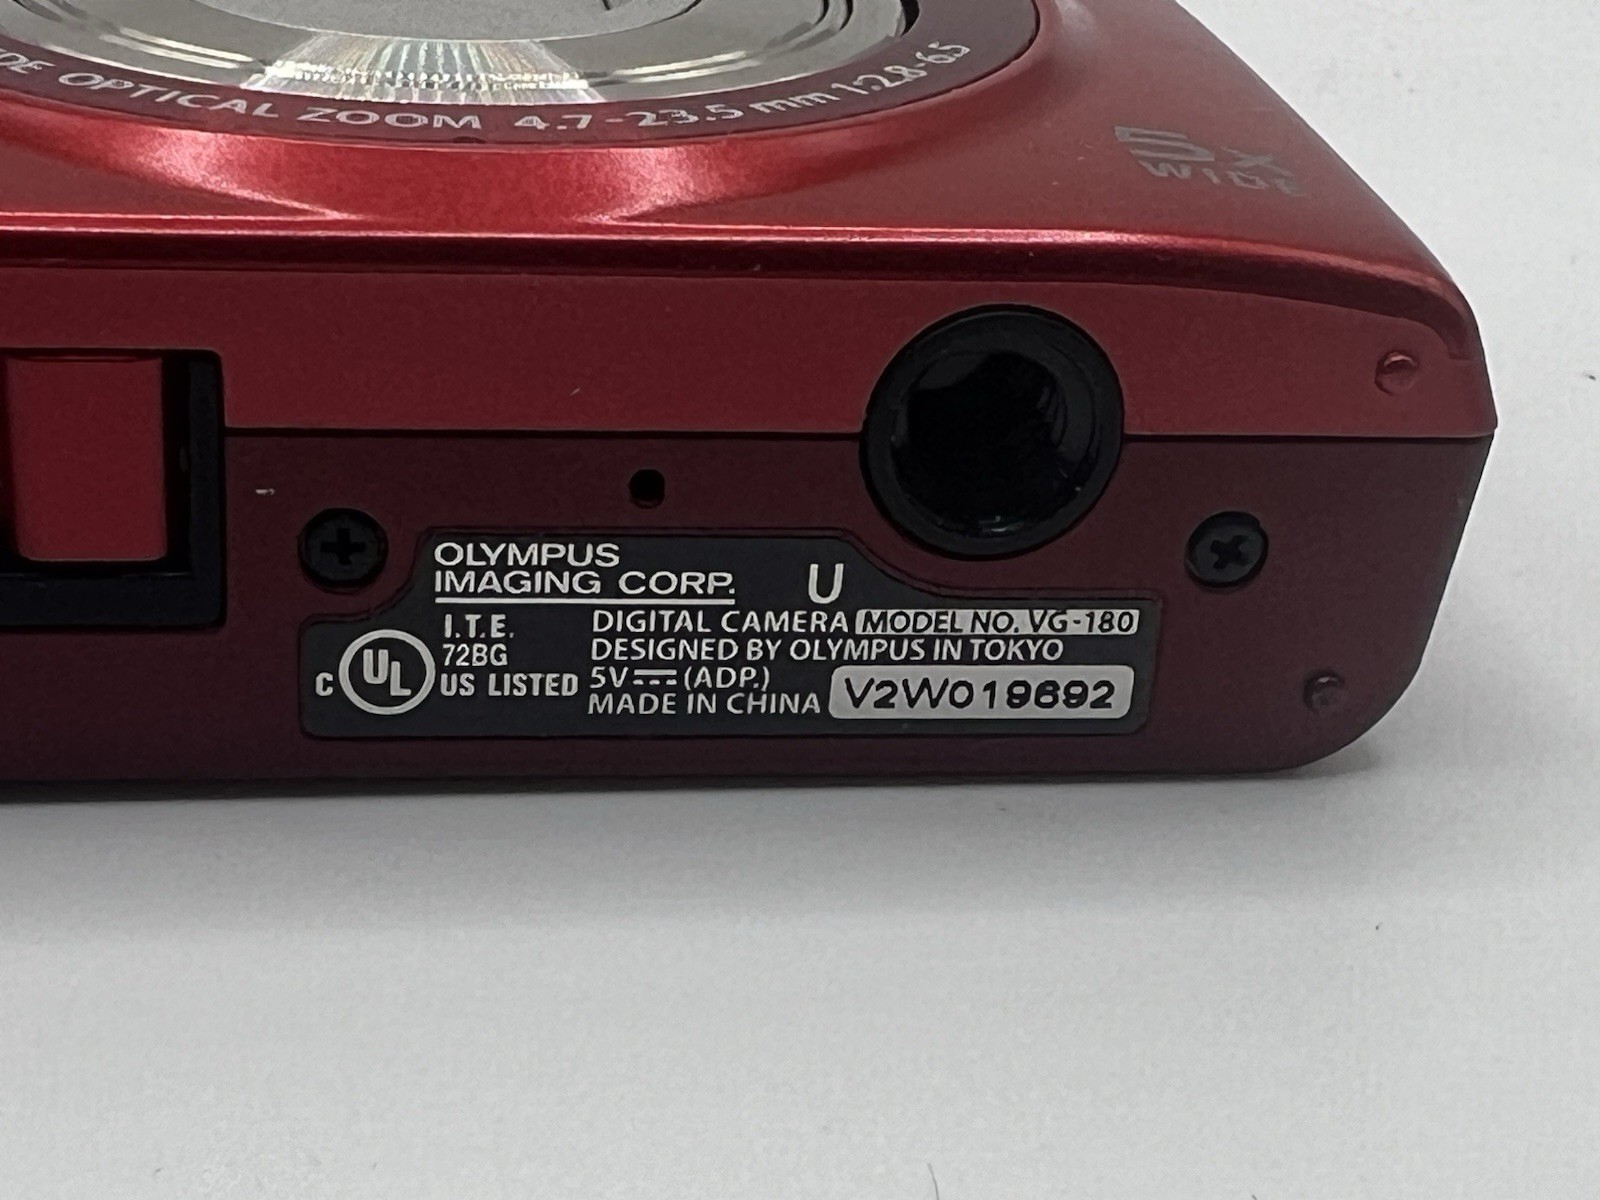 OPTICAL ZOOM 4.7-23.5 mm 1:2.8-6.5
5X
WIDE
OLYMPUS
IMAGING CORP.
U
I.T.E.
72BG
C UL US LISTED
DIGITAL CAMERA MODEL NO. VG-180
DESIGNED BY OLYMPUS IN TOKYO
5V⎓(ADP.)
MADE IN CHINA V2W019692